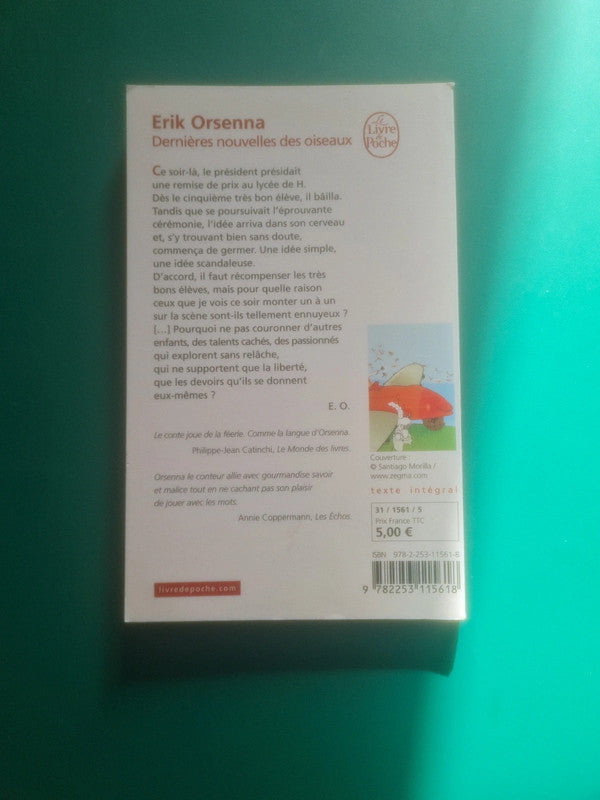 Erik Orsenna
Dernières nouvelles des oiseaux
Le
Livre
de
Poche
Ce soir-là, le président présidait
une remise de prix au lycée de H.
Dès le cinquième très bon élève, il bâilla.
Tandis que se poursuivait l'éprouvante
cérémonie, l'idée arriva dans son cerveau
et, s'y trouvant bien sans doute,
commença de germer. Une idée simple,
une idée scandaleuse.
D'accord, il faut récompenser les très
bons élèves, mais pour quelle raison
ceux que je vois ce soir monter un à un
sur la scène sont-ils tellement ennuyeux ?
[...] Pourquoi ne pas couronner d'autres
enfants, des talents cachés, des passionnés
qui explorent sans relâche,
qui ne supportent que la liberté,
que les devoirs qu'ils se donnent
eux-mêmes ?
E. O.
Le conte joue de la féerie. Comme la langue d'Orsenna.
Philippe-Jean Catinchi, Le Monde des livres.
Orsenna le conteur allie avec gourmandise savoir
et malice tout en ne cachant pas son plaisir
de jouer avec les mots.
Annie Coppermann, Les Échos.
livredepoche.com
Couverture :
© Santiago Morilla /
www.zegma.com
texte intégral
31 / 1561 / 5
Prix France TTC
5,00 €
ISBN 978-2-253-11561-8
9 782253 115618